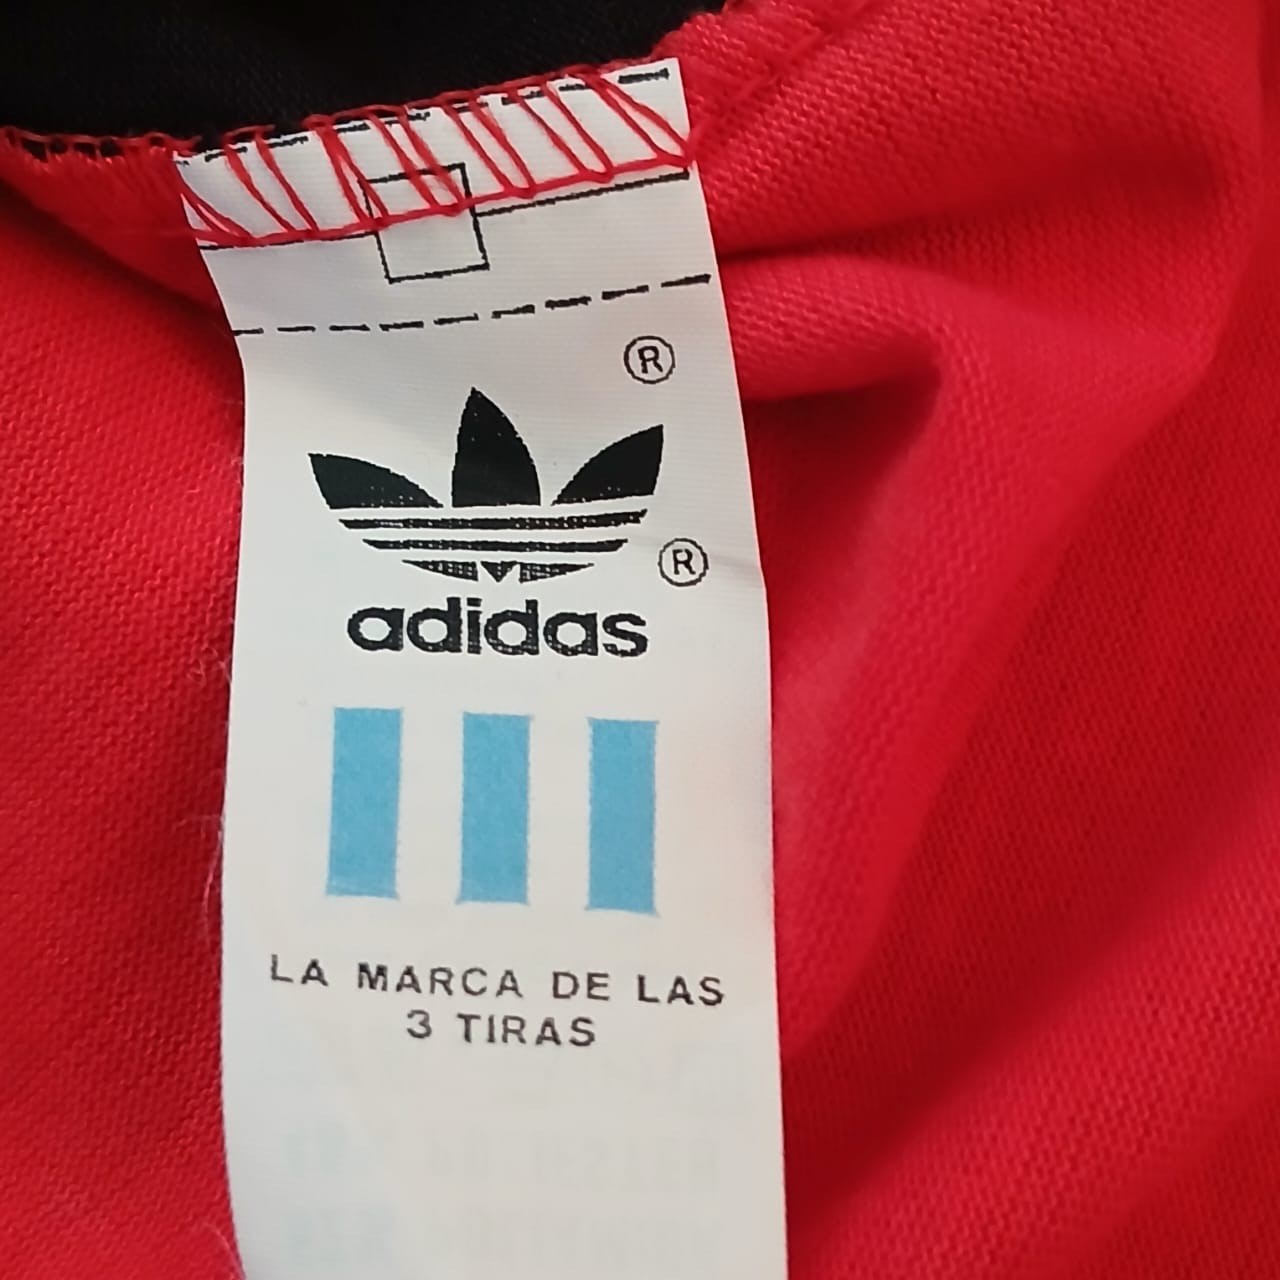 ®
®
adidas
LA MARCA DE LAS
3 TIRAS